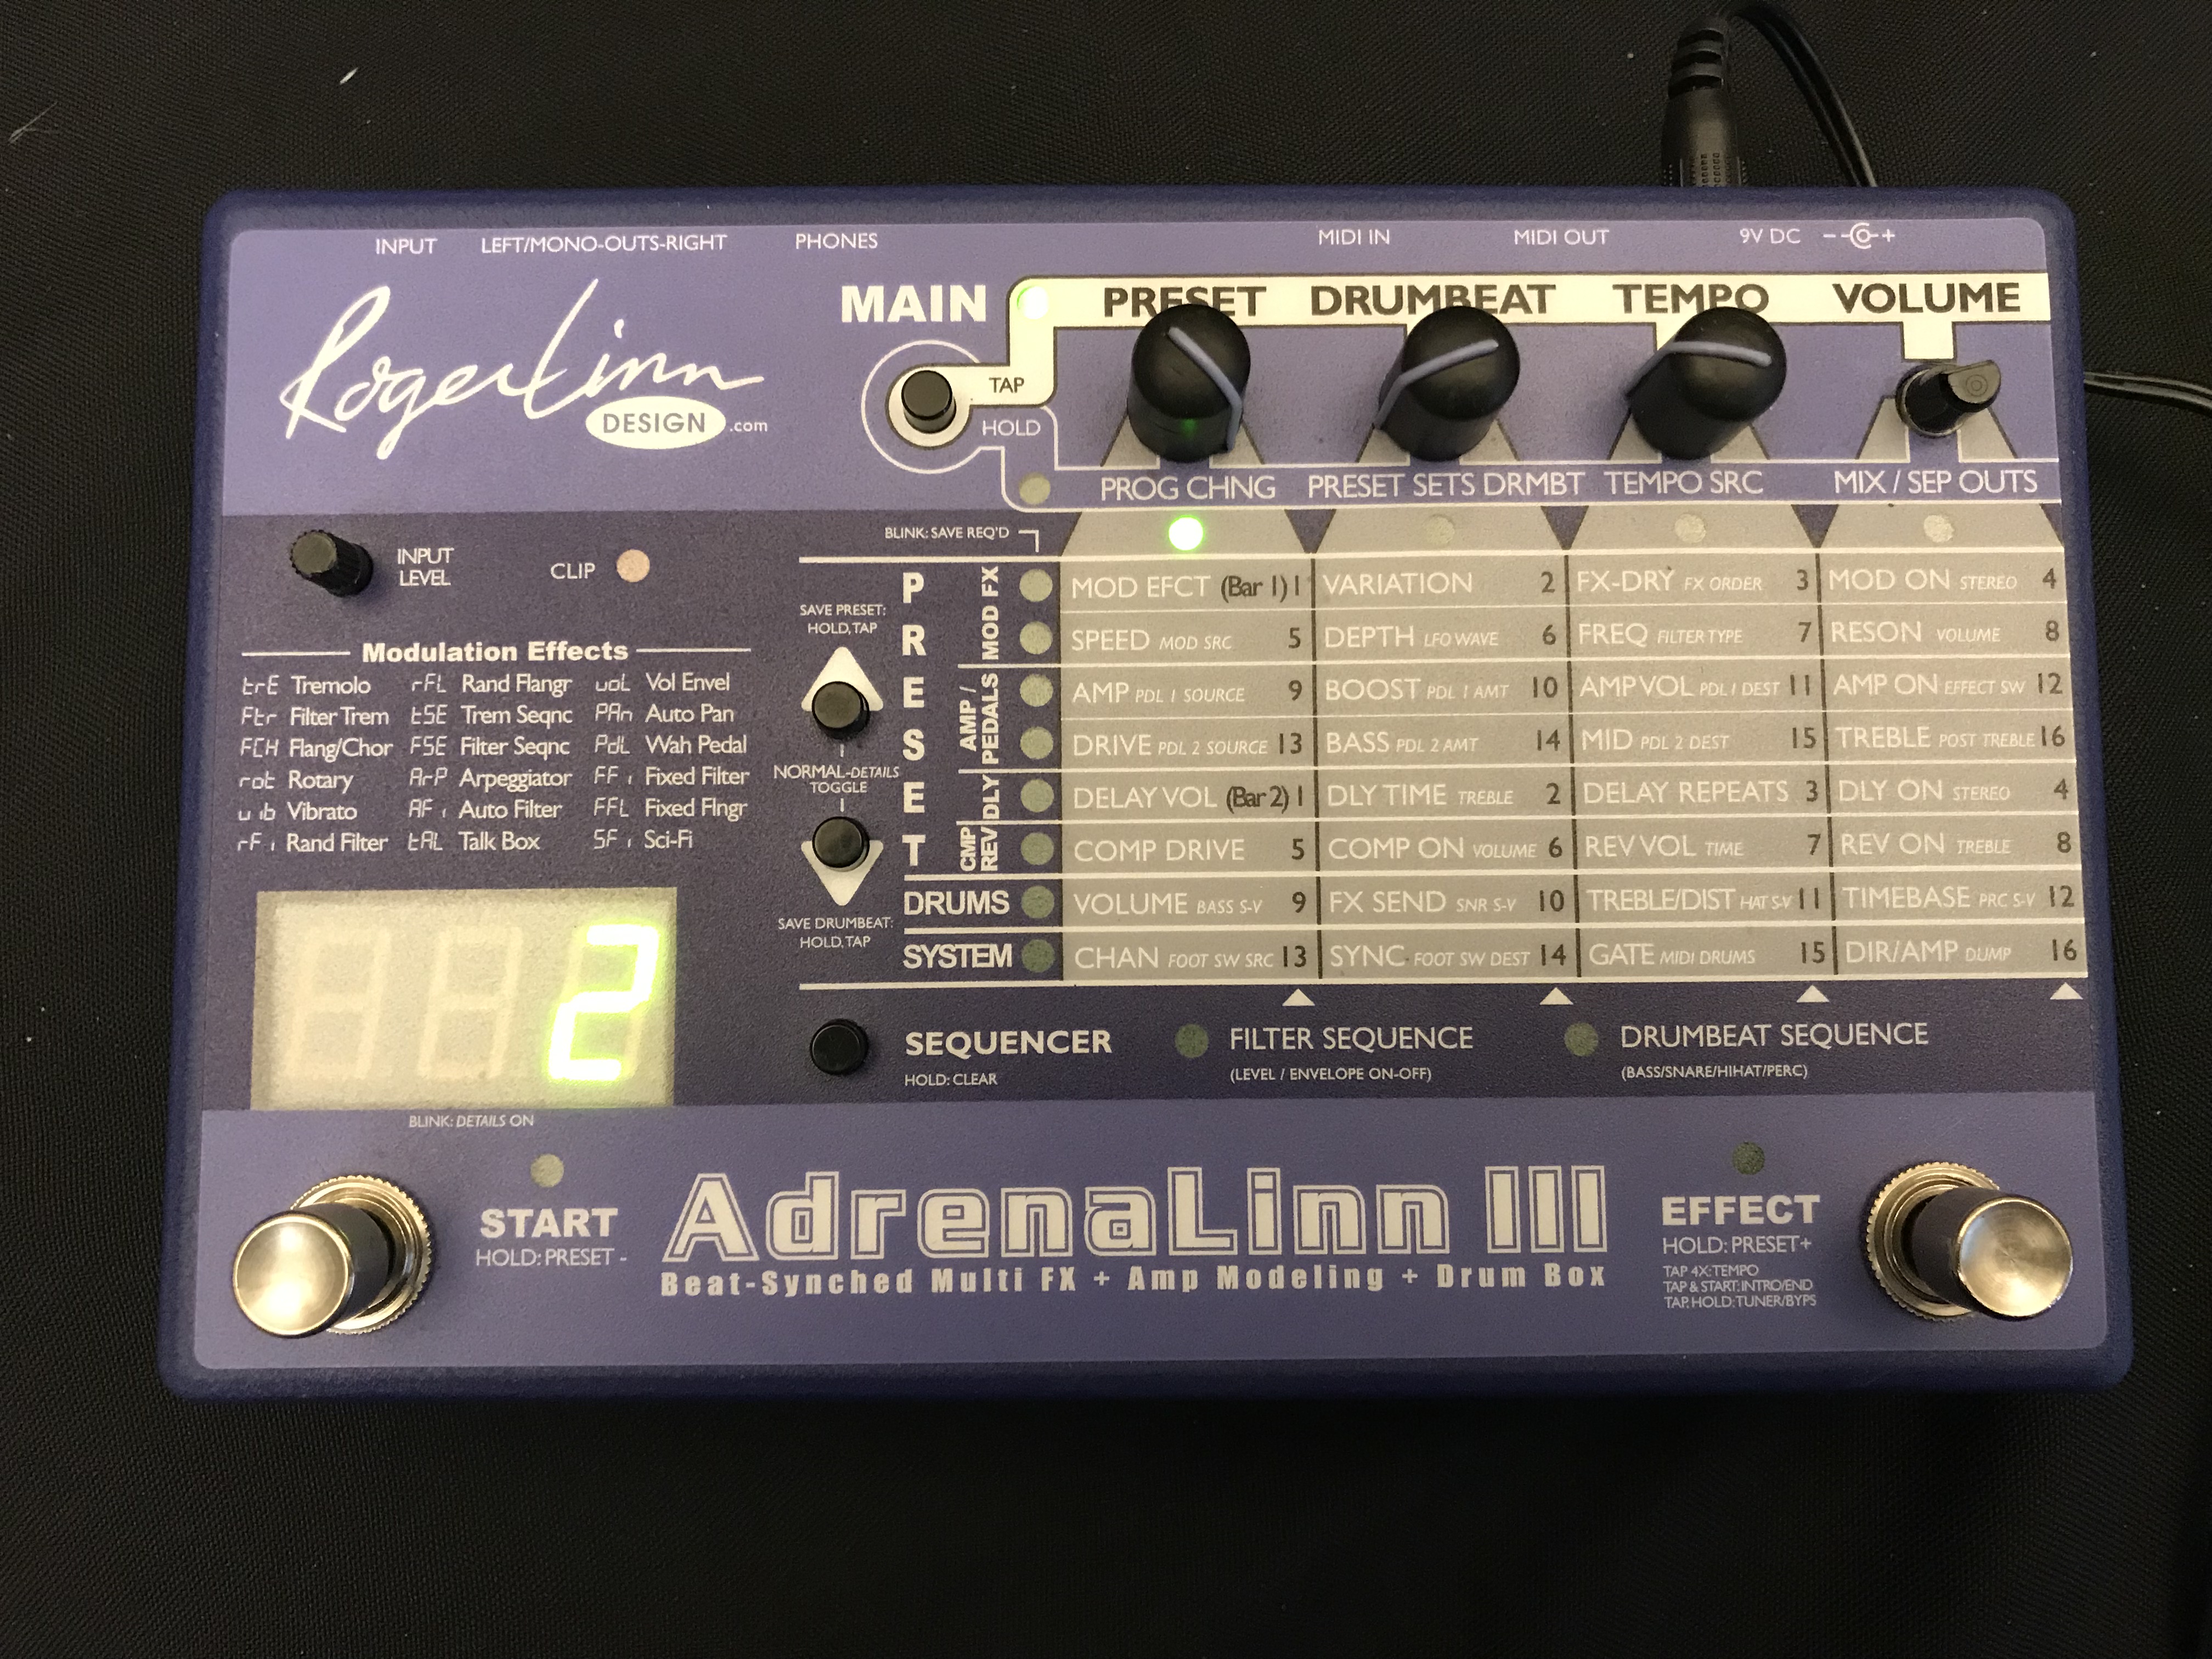 INPUT LEFT/MONO-OUTS-RIGHT PHONES MIDI IN MIDI OUT 9V DC
Roger Linn
DESIGN .com
MAIN PRESET DRUMBEAT TEMPO VOLUME
TAP
HOLD
PROG CHNG PRESET SETS DRMBT TEMPO SRC MIX / SEP OUTS
INPUT
LEVEL
CLIP
BLINK: SAVE REQ'D
Modulation Effects
trE Tremolo rFL Rand Flangr uoL Vol Envel
Ftr Filter Trem tSE Trem Seqnc PAn Auto Pan
FCH Flang/Chor FSE Filter Seqnc PdL Wah Pedal
rot Rotary ArP Arpeggiator FFi Fixed Filter
uib Vibrato AFi Auto Filter FFL Fixed Flngr
rFi Rand Filter tAL Talk Box SFi Sci-Fi
SAVE PRESET:
HOLD, TAP
NORMAL-DETAILS
TOGGLE
SAVE DRUMBEAT:
HOLD, TAP
PRESET
MOD FX
MOD EFCT (Bar 1) 1 VARIATION 2 FX-DRY FX ORDER 3 MOD ON STEREO 4
SPEED MOD SRC 5 DEPTH LFO WAVE 6 FREQ FILTER TYPE 7 RESON VOLUME 8
AMP /
PEDALS
AMP PDL 1 SOURCE 9 BOOST PDL 1 AMT 10 AMP VOL PDL 1 DEST 11 AMP ON EFFECT SW 12
DRIVE PDL 2 SOURCE 13 BASS PDL 2 AMT 14 MID PDL 2 DEST 15 TREBLE POST TREBLE 16
DLY
DELAY VOL (Bar 2) 1 DLY TIME TREBLE 2 DELAY REPEATS 3 DLY ON STEREO 4
CMP
REV
COMP DRIVE 5 COMP ON VOLUME 6 REV VOL TIME 7 REV ON TREBLE 8
DRUMS VOLUME BASS S-V 9 FX SEND SNR S-V 10 TREBLE/DIST HAT S-V 11 TIMEBASE PRC S-V 12
SYSTEM CHAN FOOT SW SRC 13 SYNC FOOT SW DEST 14 GATE MIDI DRUMS 15 DIR/AMP DUMP 16
2
BLINK: DETAILS ON
SEQUENCER FILTER SEQUENCE DRUMBEAT SEQUENCE
HOLD: CLEAR (LEVEL / ENVELOPE ON-OFF) (BASS/SNARE/HIHAT/PERC)
START
HOLD: PRESET -
AdrenaLinn III
Beat-Synched Multi FX + Amp Modeling + Drum Box
EFFECT
HOLD: PRESET+
TAP 4X: TEMPO
TAP & START: INTRO/END
TAP, HOLD: TUNER/BYPS